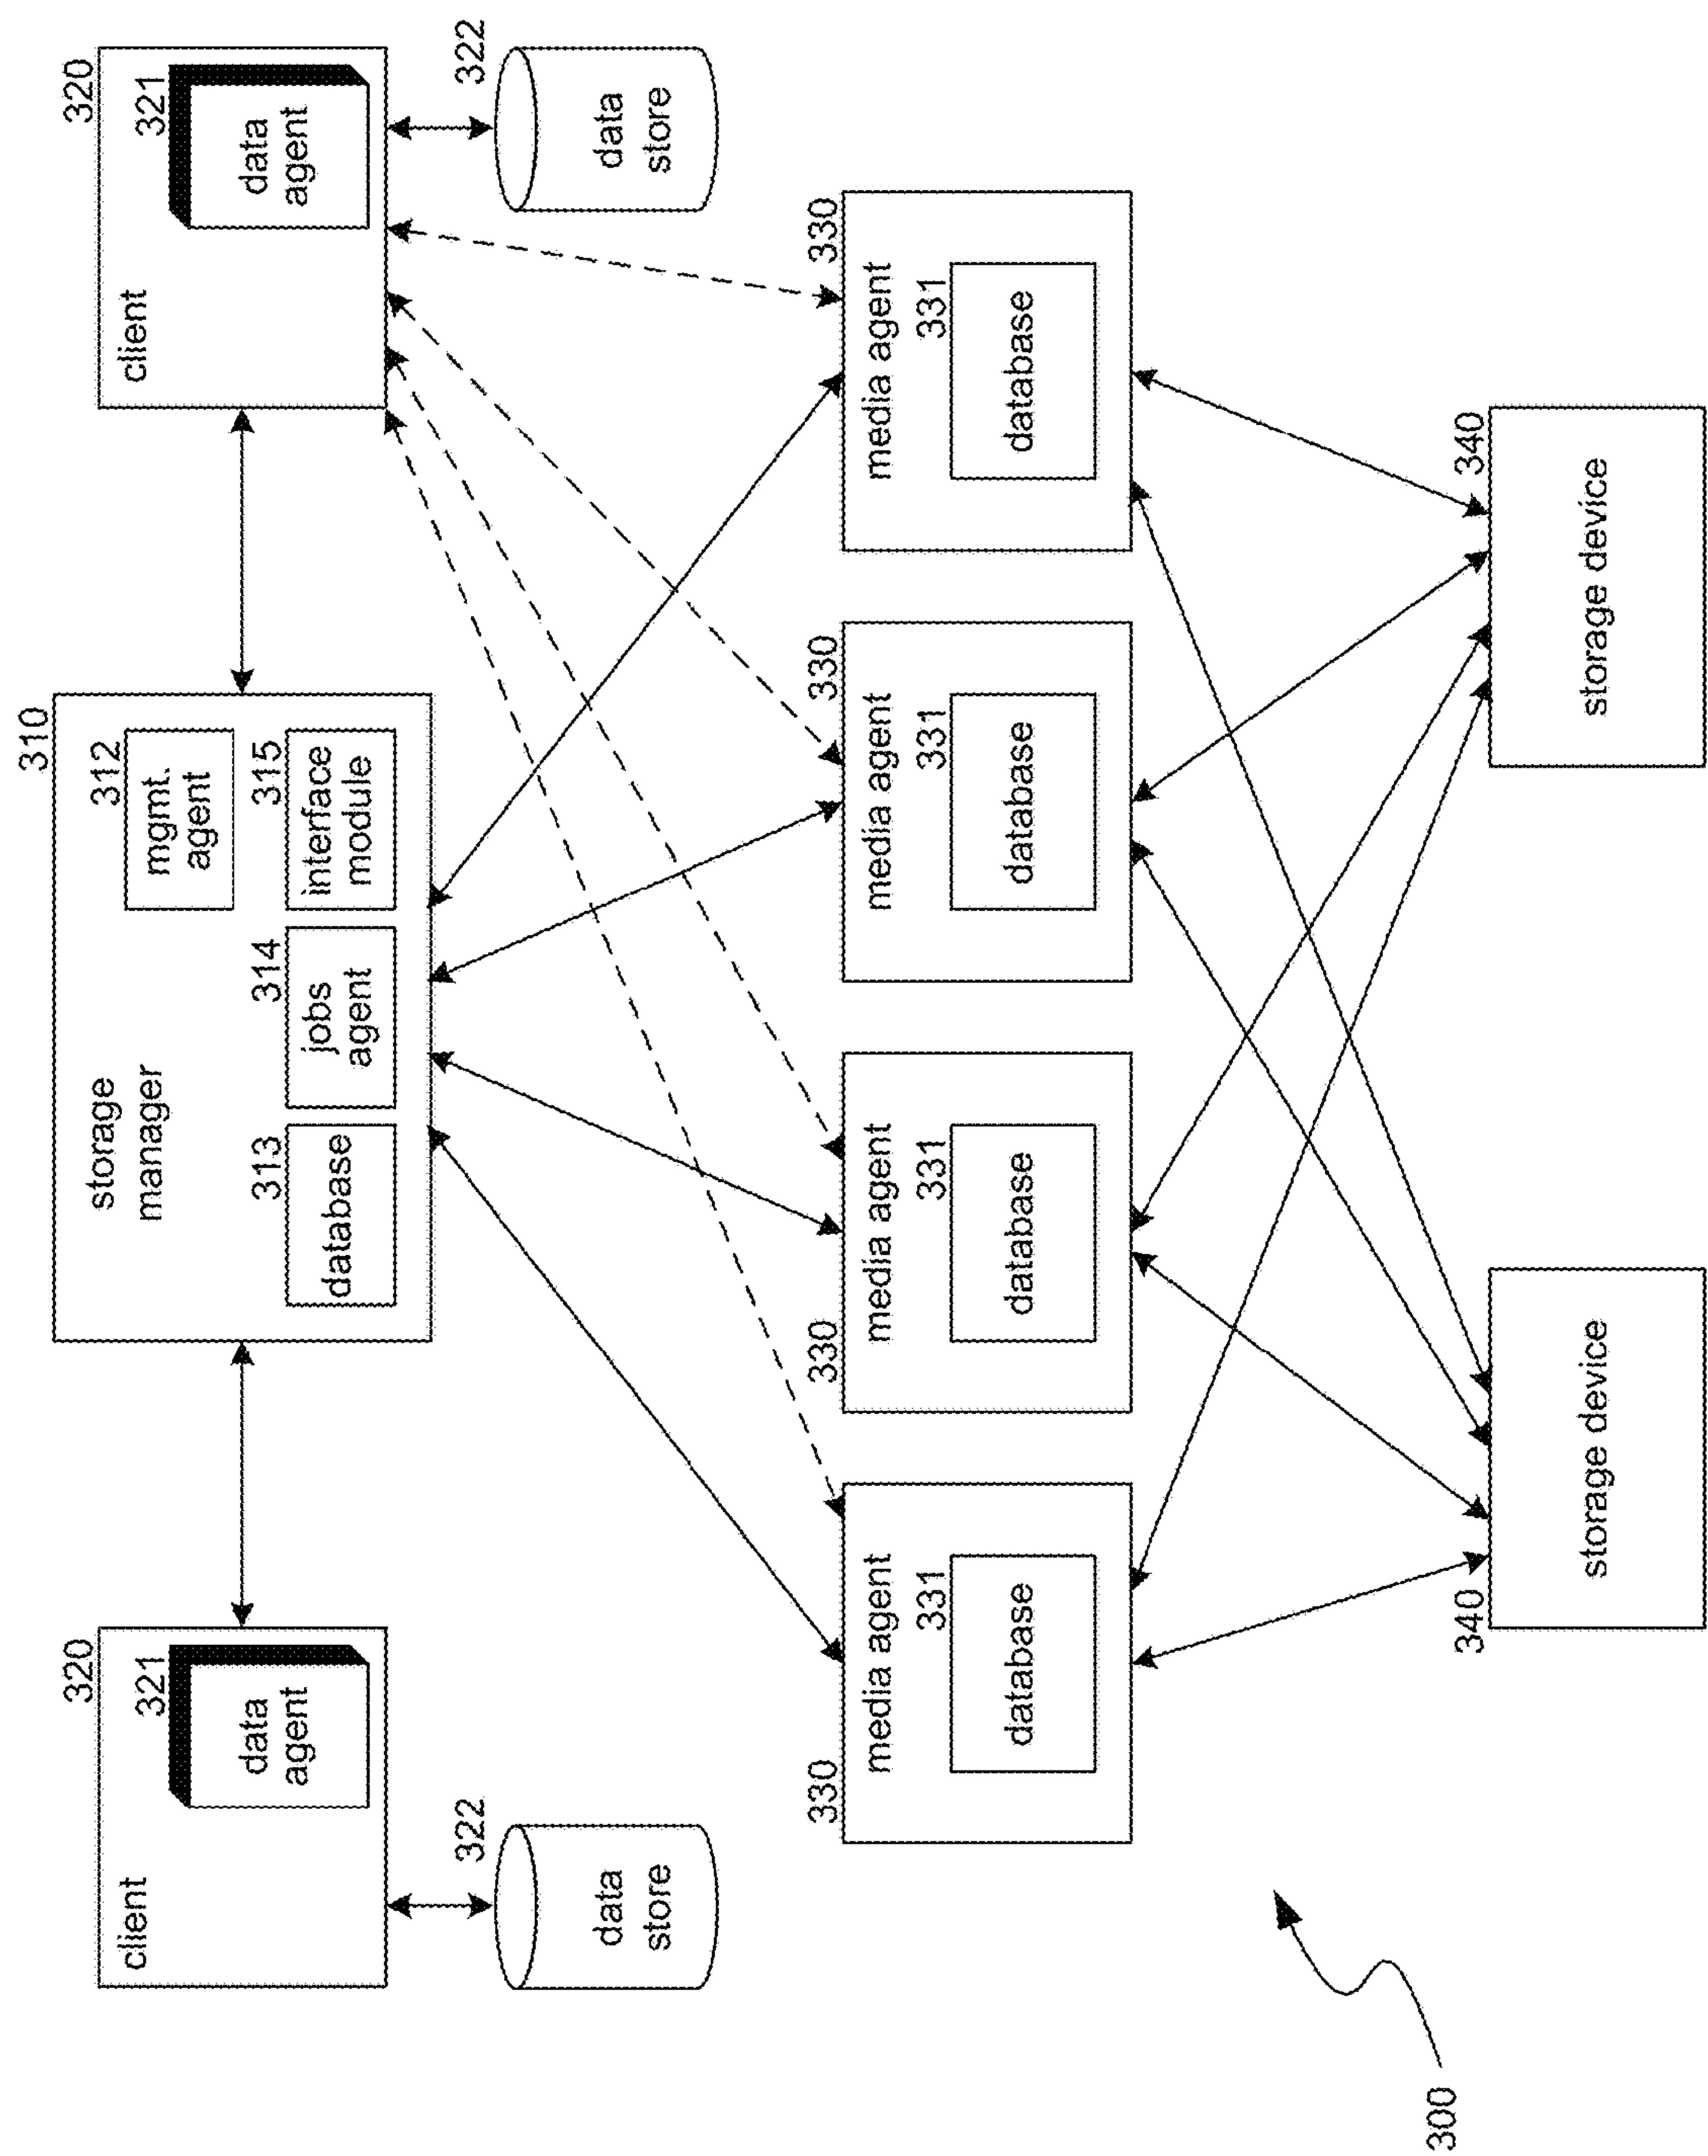 310
320
320
storage
manager
312
mgmt.
agent
client
321
data
agent
client
321
data
agent
313
database
314
jobs
agent
315
interface
module
322
data
store
322
data
store
330
media agent
331
database
330
media agent
331
database
330
media agent
331
database
330
media agent
331
database
340
storage device
340
storage device
300